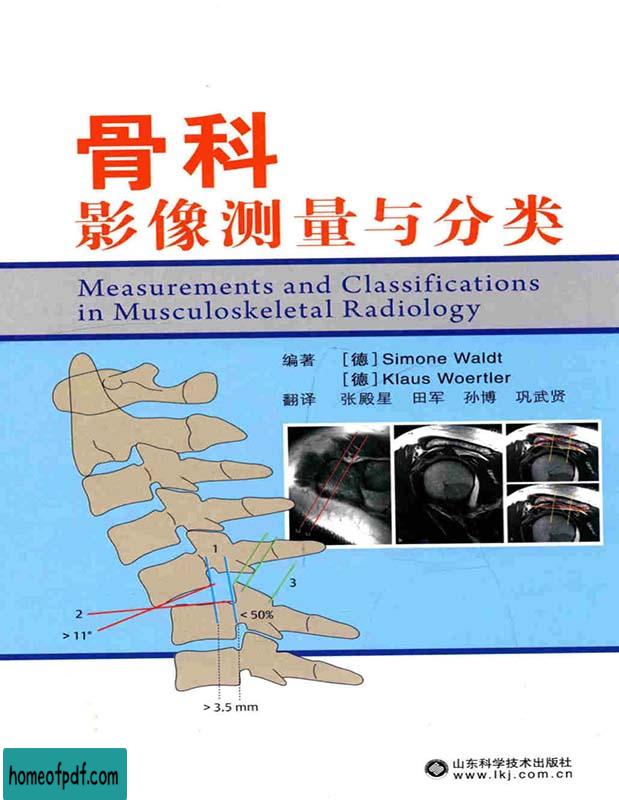 骨科
影像测量与分类
Measurements and Classifications
in Musculoskeletal Radiology
编著 [德] Simone Waldt
[德] Klaus Woertler
翻译 张殿星 田军 孙博 巩武贤
1
2
3
> 11°
< 50%
> 3.5 mm
山东科学技术出版社
www.lkj.com.cn
homeofpdf.com